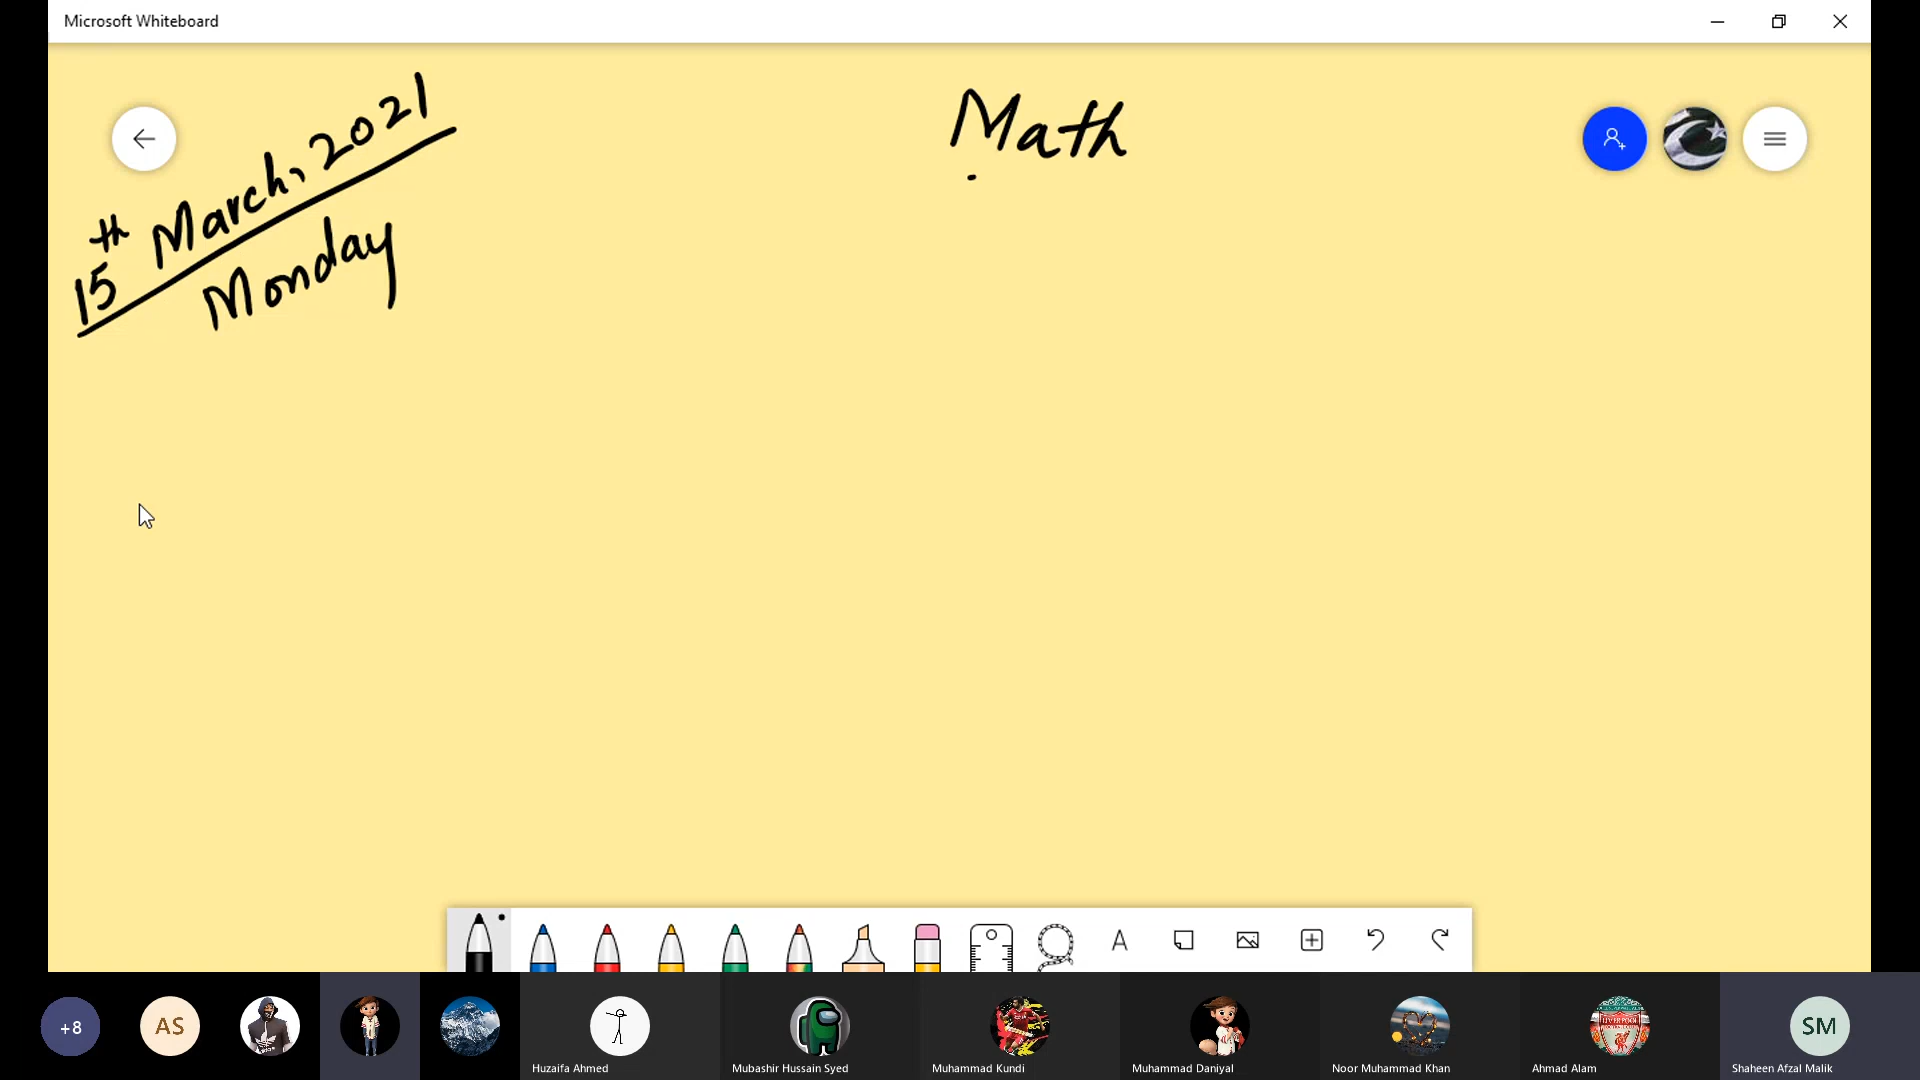 Microsoft Whiteboard
15th March, 2021
Monday
Math
A
+8
AS
SM
LIVERPOOL
Huzaifa Ahmed
Mubashir Hussain Syed
Muhammad Kundi
Muhammad Daniyal
Noor Muhammad Khan
Ahmad Alam
Shaheen Afzal Malik